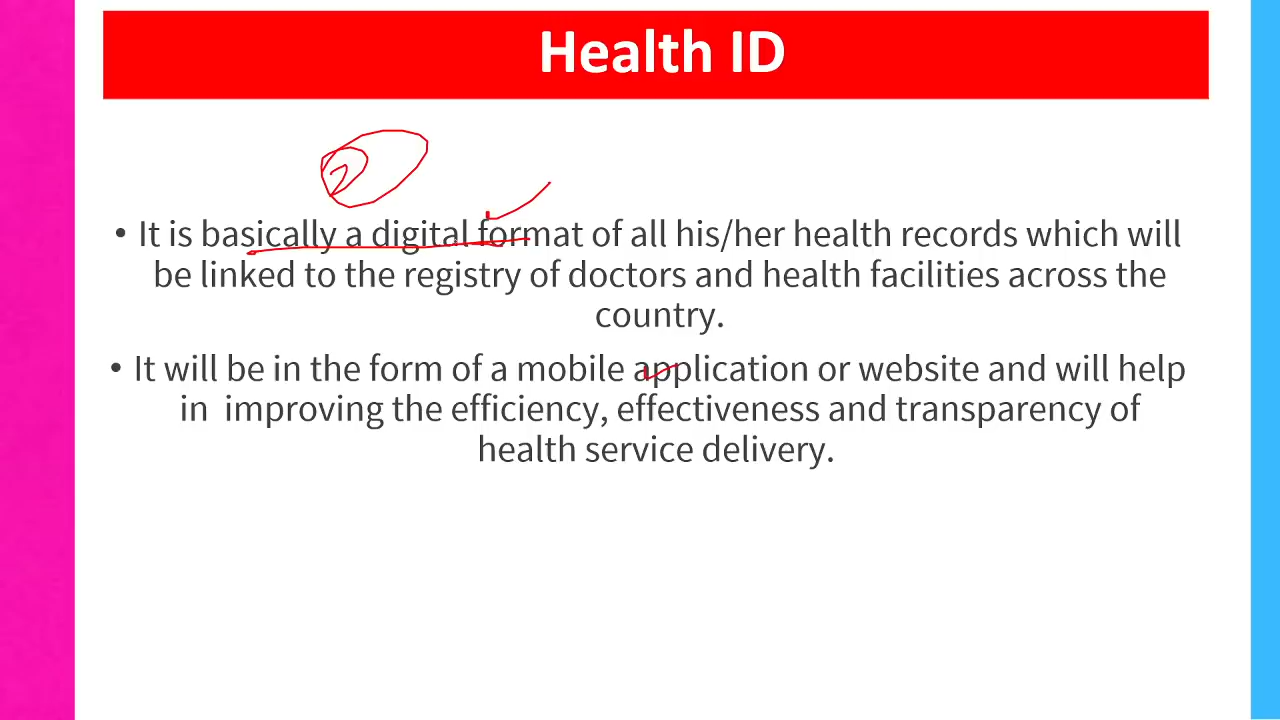 Health ID
• It is basically a digital format of all his/her health records which will
be linked to the registry of doctors and health facilities across the
country.
• It will be in the form of a mobile application or website and will help
in improving the efficiency, effectiveness and transparency of
health service delivery.